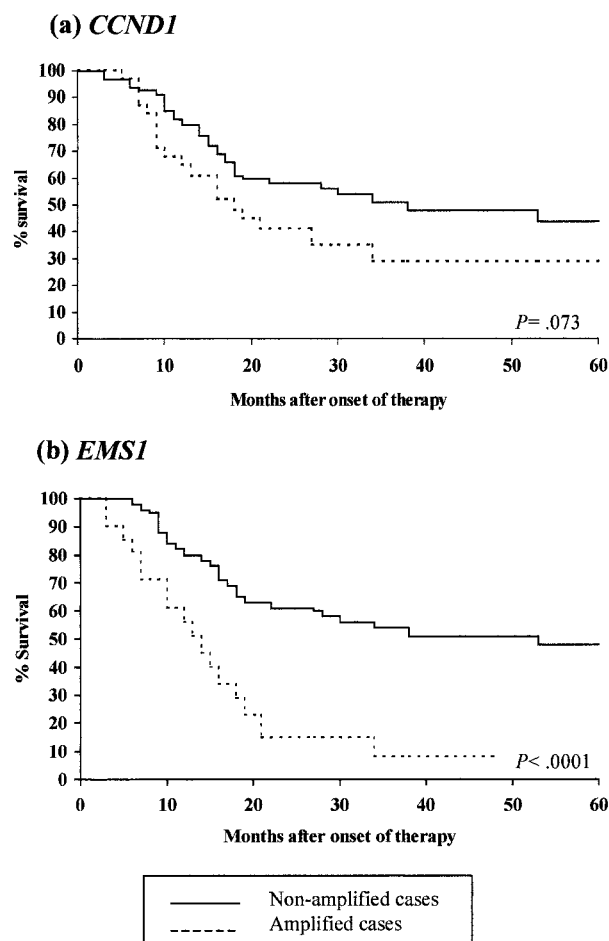 (a) CCND1
100
90
80
70
60
50
40
30
20
10
0
% survival
P= .073
0 10 20 30 40 50 60
Months after onset of therapy
(b) EMS1
100
90
80
70
60
50
40
30
20
10
0
% Survival
P< .0001
0 10 20 30 40 50 60
Months after onset of therapy
Non-amplified cases
Amplified cases